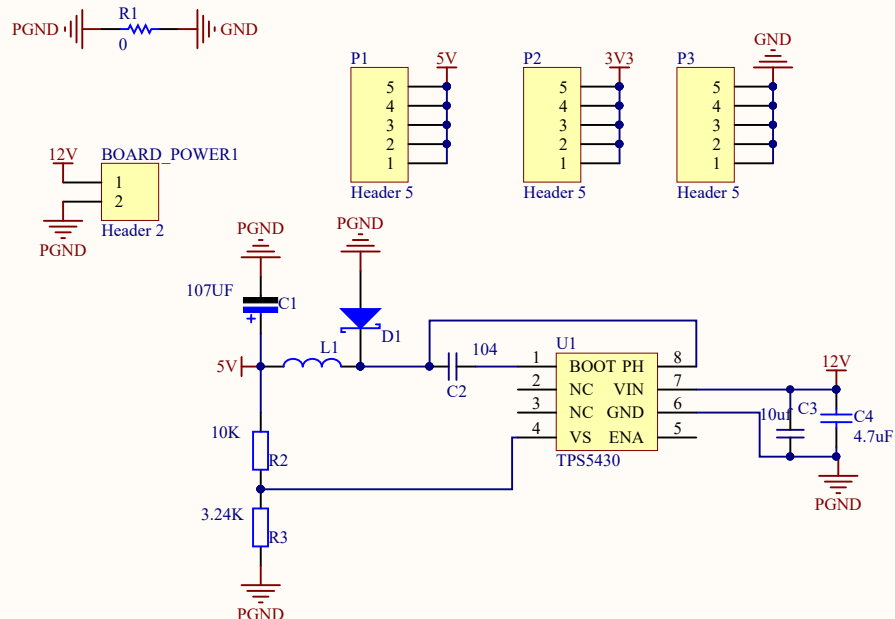 R1
PGND
GND
0
GND
P1
5V
P2
3V3
P3
5
4
3
2
1
5
4
3
2
1
5
4
3
2
1
Header 5
Header 5
Header 5
12V
BOARD_POWER1
1
2
Header 2
PGND
PGND
PGND
107UF
C1
+
D1
L1
5V
104
C2
U1
1
BOOT PH
8
2
NC VIN
7
3
NC GND
6
4
VS ENA
5
TPS5430
12V
10uf
C3
C4
4.7uF
PGND
10K
R2
3.24K
R3
PGND